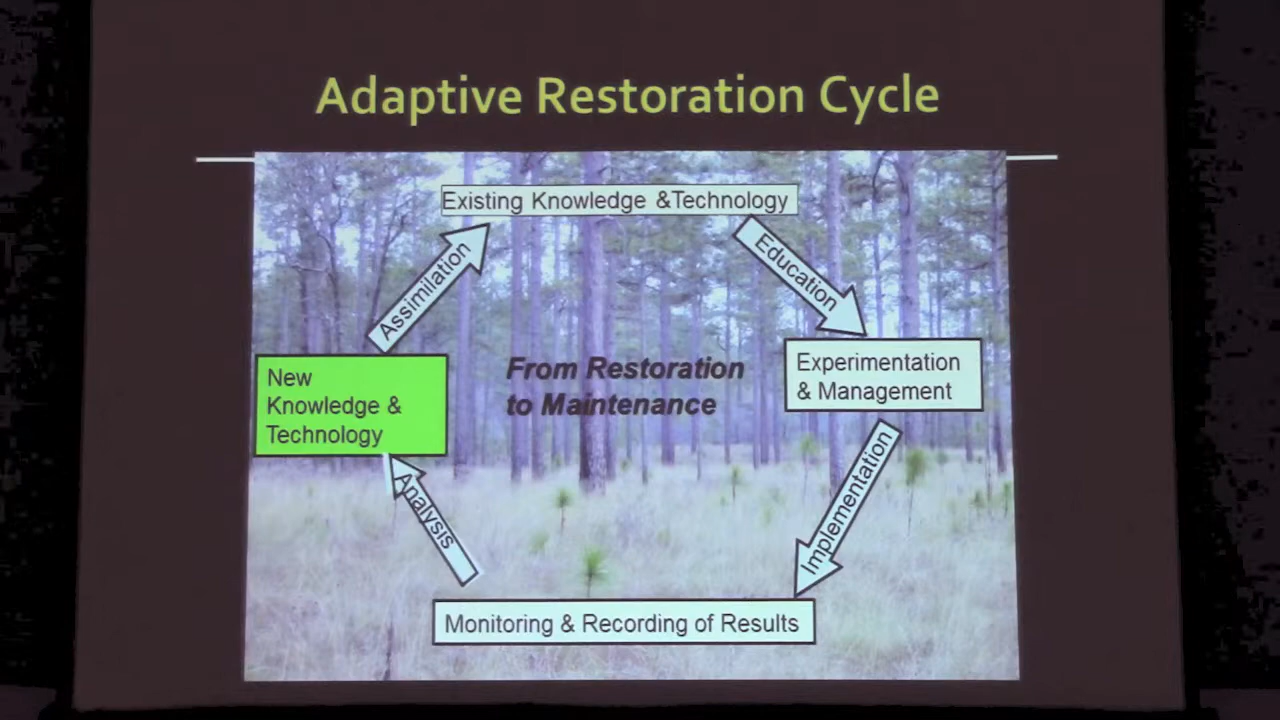 Adaptive Restoration Cycle
Existing Knowledge &Technology
Assimilation
Education
New
Knowledge &
Technology
From Restoration
to Maintenance
Experimentation
& Management
Analysis
Implementation
Monitoring & Recording of Results